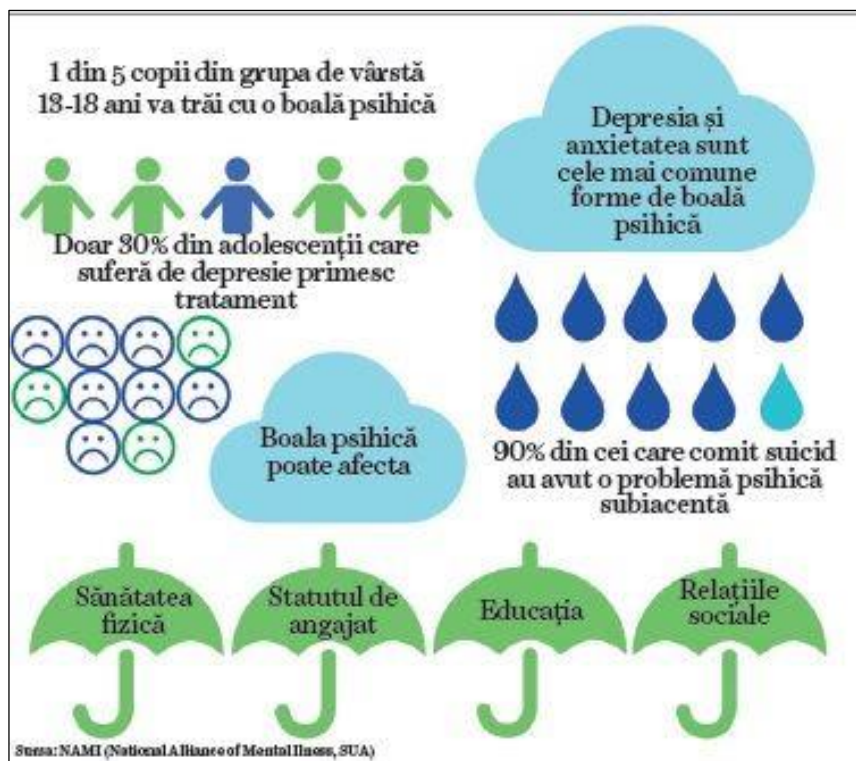 1 din 5 copii din grupa de vârstă
13-18 ani va trăi cu o boală psihică
Depresia și
anxietatea sunt
cele mai comune
forme de boală
psihică
Doar 30% din adolescenții care
suferă de depresie primesc
tratament
Boala psihică
poate afecta
90% din cei care comit suicid
au avut o problemă psihică
subiacentă
Sănătatea
fizică
Statutul de
angajat
Educația
Relațiile
sociale
Sursa: NAMI (National Alliance of Mental Ilness, SUA)